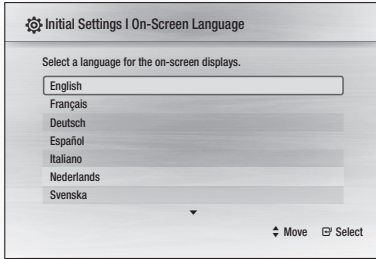 Initial Settings I On-Screen Language
Select a language for the on-screen displays.
English
Français
Deutsch
Español
Italiano
Nederlands
Svenska
Move Select